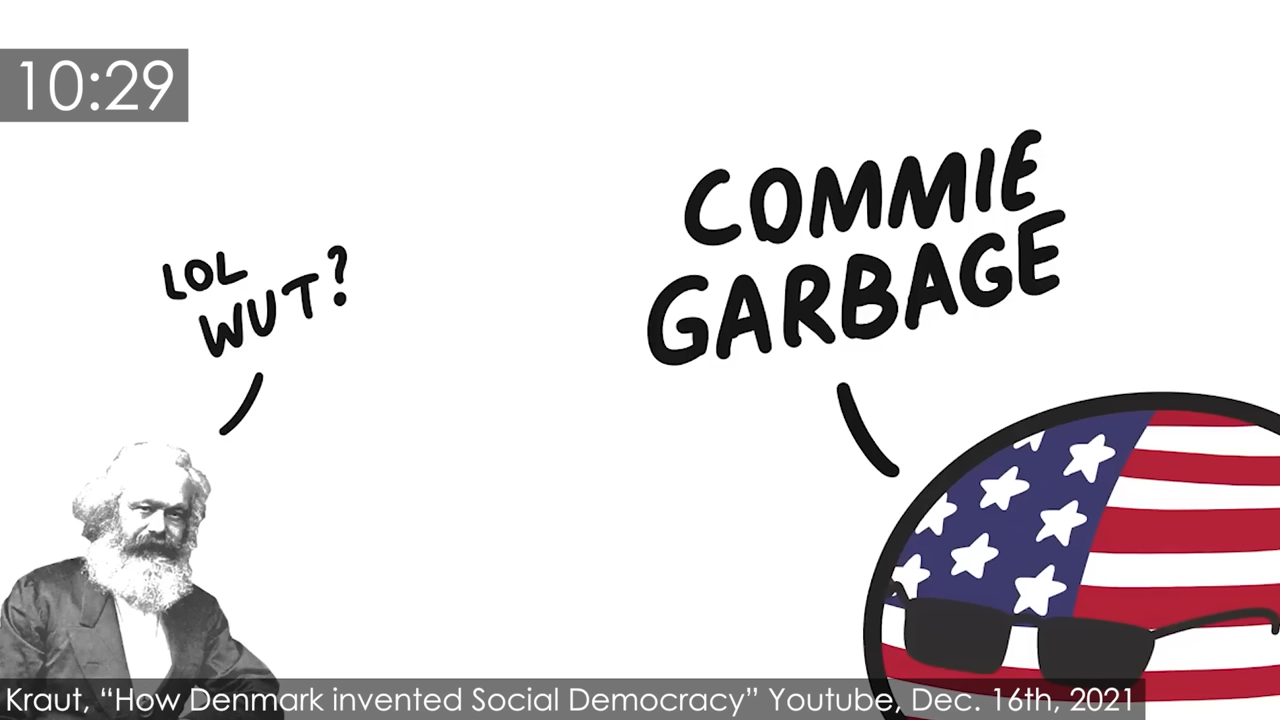 10:29
COMMIE
GARBAGE
LOL
WUT?
Kraut, “How Denmark invented Social Democracy” Youtube, Dec. 16th, 2021